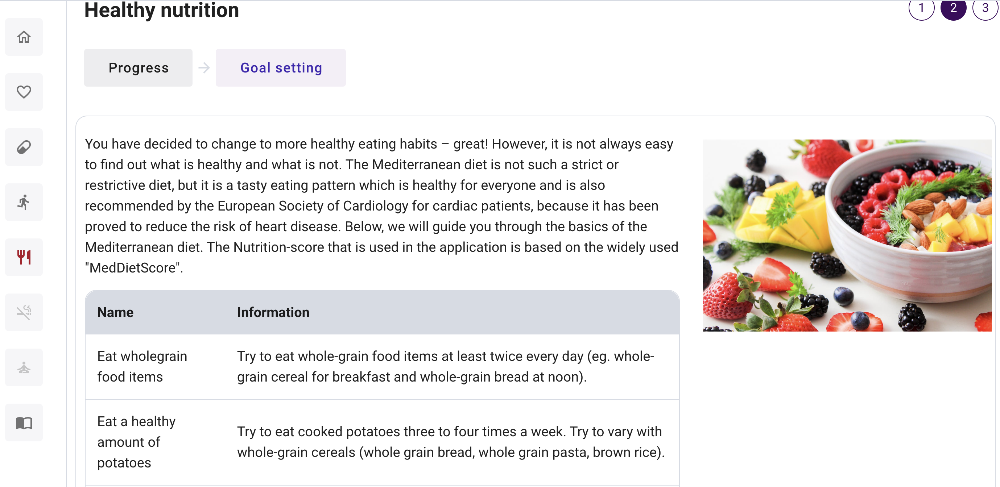 Healthy nutrition
1 2 3
Progress
Goal setting
You have decided to change to more healthy eating habits – great! However, it is not always easy
to find out what is healthy and what is not. The Mediterranean diet is not such a strict or
restrictive diet, but it is a tasty eating pattern which is healthy for everyone and is also
recommended by the European Society of Cardiology for cardiac patients, because it has been
proved to reduce the risk of heart disease. Below, we will guide you through the basics of the
Mediterranean diet. The Nutrition-score that is used in the application is based on the widely used
"MedDietScore".
Name
Information
Eat wholegrain
food items
Try to eat whole-grain food items at least twice every day (eg. whole-
grain cereal for breakfast and whole-grain bread at noon).
Eat a healthy
amount of
potatoes
Try to eat cooked potatoes three to four times a week. Try to vary with
whole-grain cereals (whole grain bread, whole grain pasta, brown rice).